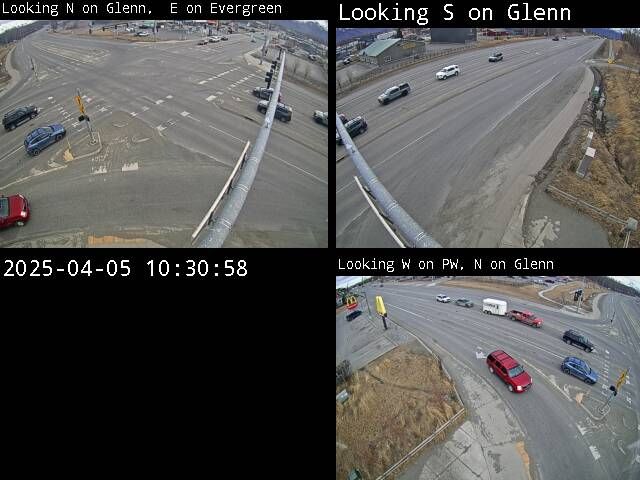 Looking N on Glenn,  E on Evergreen
Looking S on Glenn
2025-04-05 10:30:58
Looking W on PW, N on Glenn